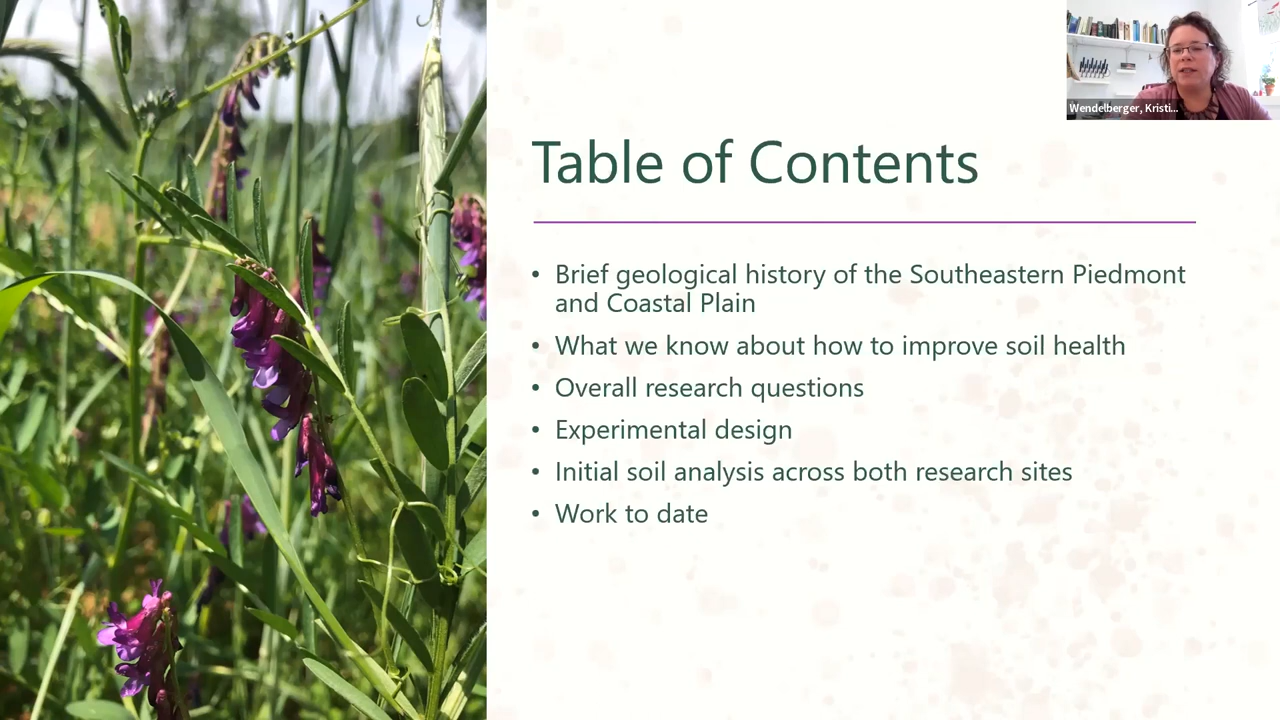 Wendelberger, Kristi...
Table of Contents
• Brief geological history of the Southeastern Piedmont
and Coastal Plain
• What we know about how to improve soil health
• Overall research questions
• Experimental design
• Initial soil analysis across both research sites
• Work to date